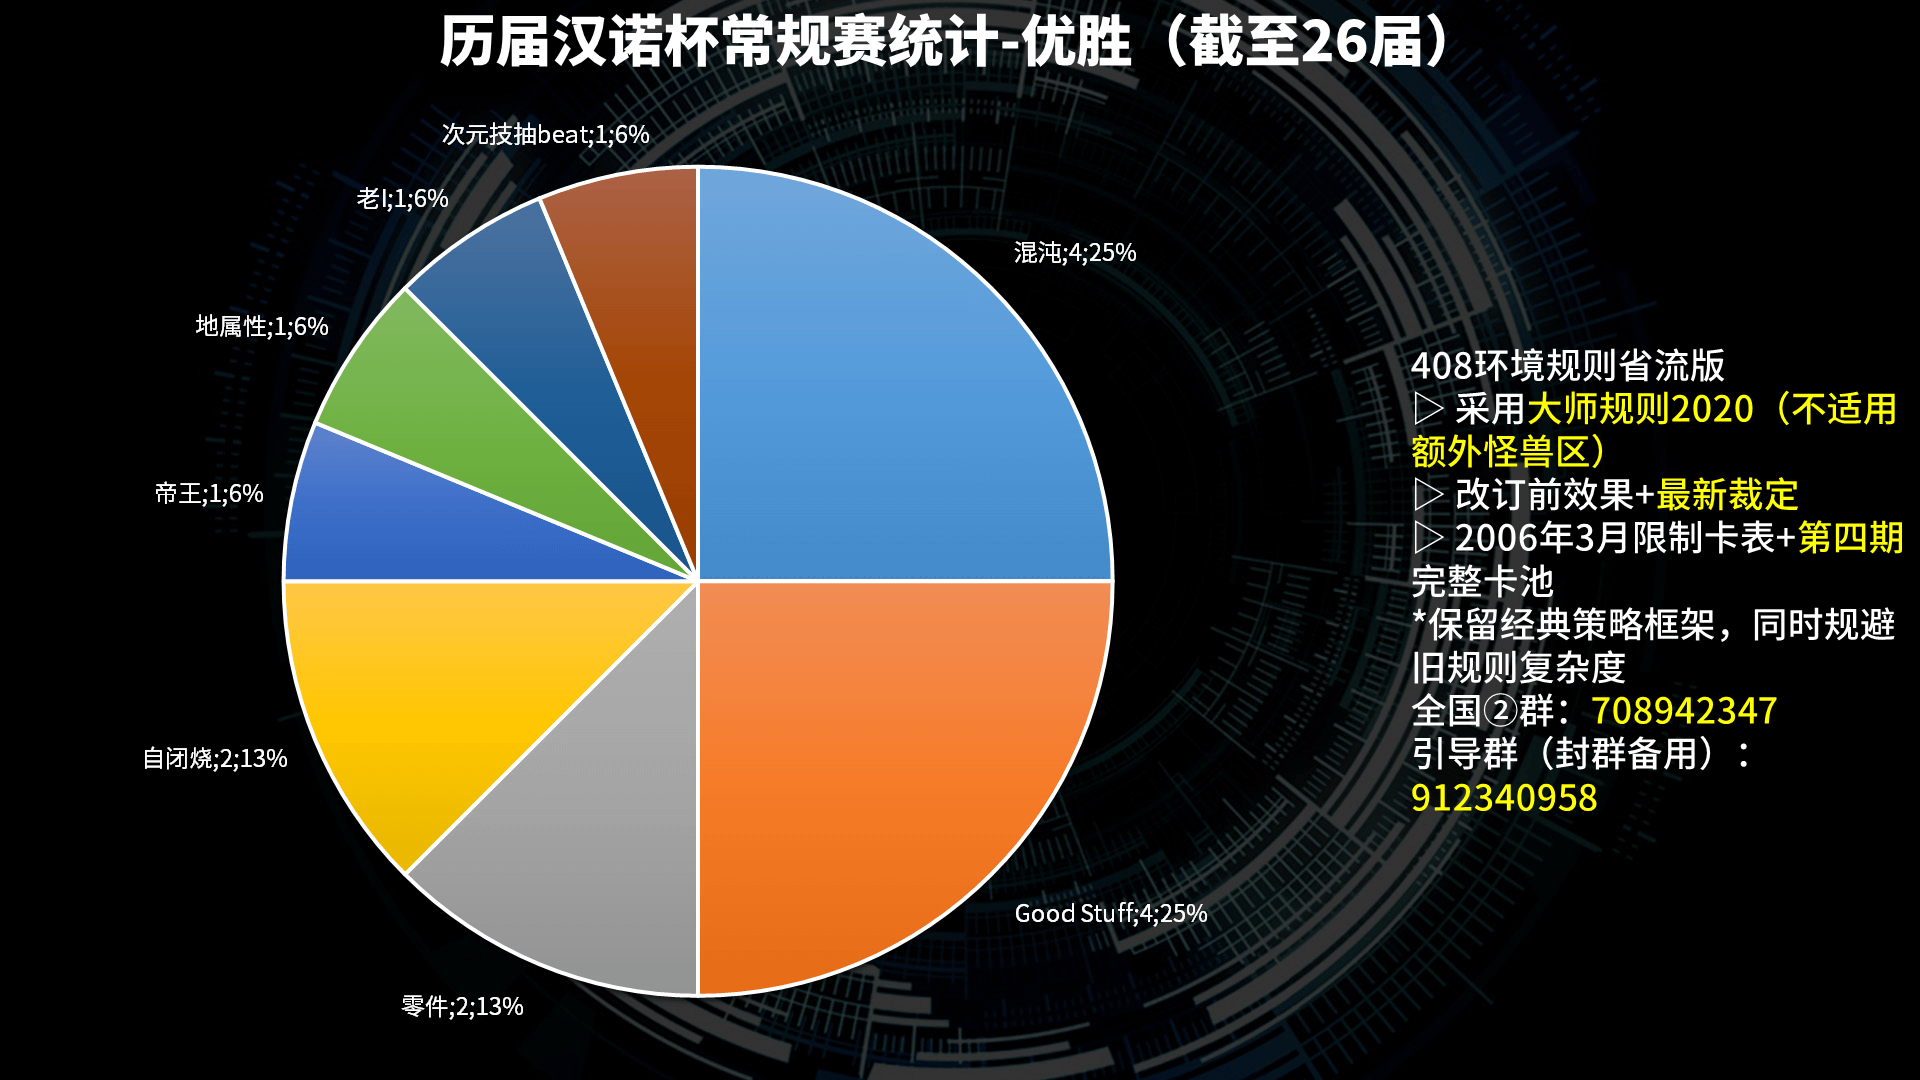 历届汉诺杯常规赛统计-优胜（截至26届）
次元技抽beat;1;6%
老I;1;6%
混沌;4;25%
地属性;1;6%
帝王;1;6%
自闭烧;2;13%
Good Stuff;4;25%
零件;2;13%
408环境规则省流版
▷ 采用大师规则2020（不适用
额外怪兽区）
▷ 改订前效果+最新裁定
▷ 2006年3月限制卡表+第四期
完整卡池
*保留经典策略框架，同时规避
旧规则复杂度
全国②群：708942347
引导群（封群备用）：
912340958